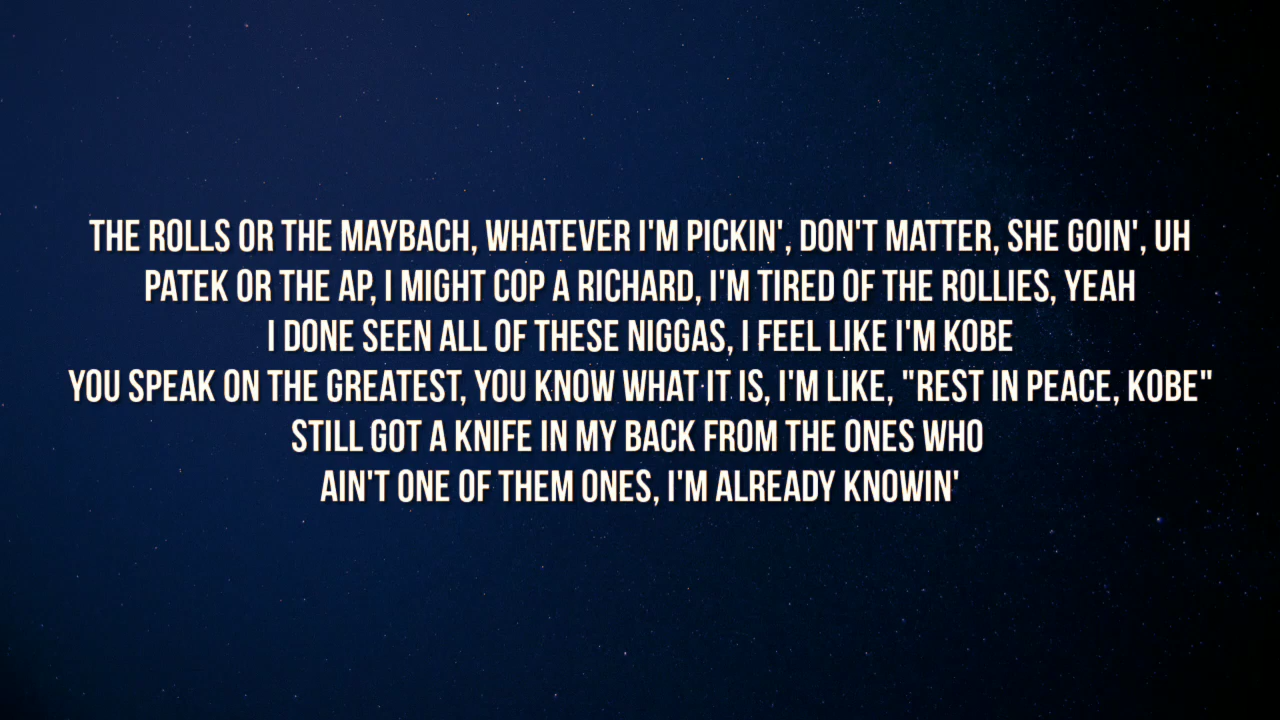 THE ROLLS OR THE MAYBACH, WHATEVER I'M PICKIN', DON'T MATTER, SHE GOIN', UH
PATEK OR THE AP, I MIGHT COP A RICHARD, I'M TIRED OF THE ROLLIES, YEAH
I DONE SEEN ALL OF THESE NIGGAS, I FEEL LIKE I'M KOBE
YOU SPEAK ON THE GREATEST, YOU KNOW WHAT IT IS, I'M LIKE, "REST IN PEACE, KOBE"
STILL GOT A KNIFE IN MY BACK FROM THE ONES WHO
AIN'T ONE OF THEM ONES, I'M ALREADY KNOWIN'